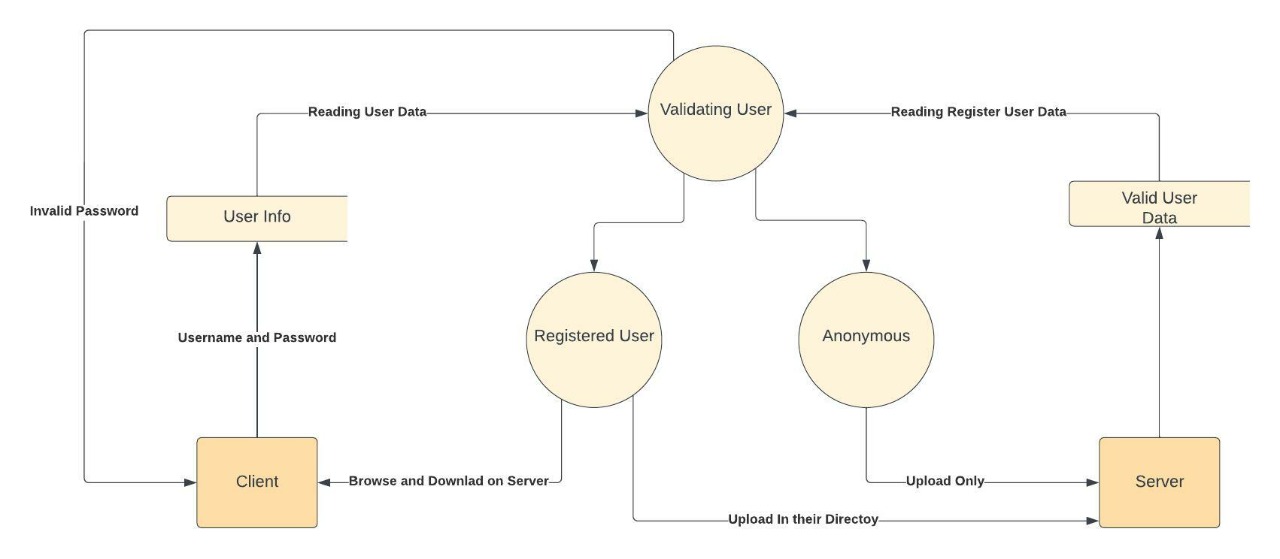 Validating User
Reading User Data
Reading Register User Data
Invalid Password
User Info
Valid User
Data
Username and Password
Registered User
Anonymous
Client
Browse and Downlad on Server
Upload Only
Server
Upload In their Directoy